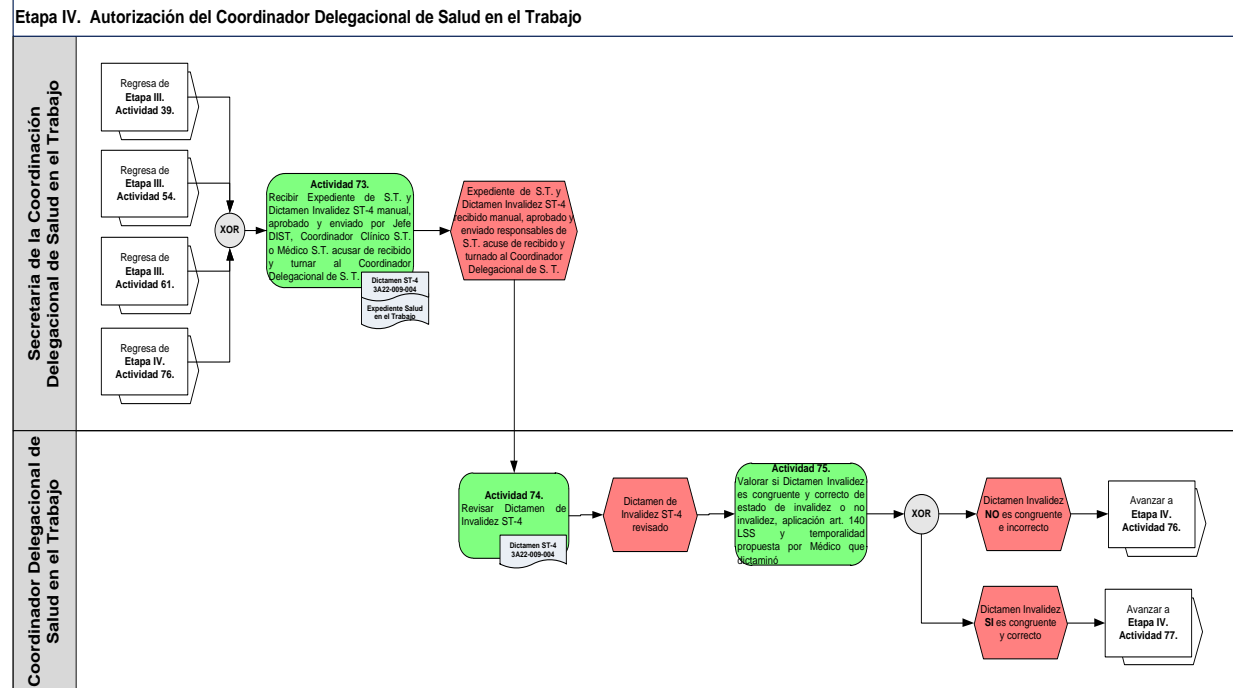 Etapa IV. Autorización del Coordinador Delegacional de Salud en el Trabajo
Secretaria de la Coordinación
Delegacional de Salud en el Trabajo
Regresa de
Etapa III.
Actividad 39.
Regresa de
Etapa III.
Actividad 54.
Regresa de
Etapa III.
Actividad 61.
Regresa de
Etapa IV.
Actividad 76.
XOR
Actividad 73.
Recibir Expediente de S.T. y
Dictamen Invalidez ST-4 manual,
aprobado y enviado por Jefe
DIST, Coordinador Clínico S.T.
o Médico S.T. acusar de recibido
y turnar al Coordinador
Delegacional de S. T.
Dictamen ST-4
3A22-009-004
Expediente Salud
en el Trabajo
Expediente de S.T. y
Dictamen Invalidez ST-4
recibido manual, aprobado y
enviado responsables de
S.T. acuse de recibido y
turnado al Coordinador
Delegacional de S. T.
Coordinador Delegacional de
Salud en el Trabajo
Actividad 74.
Revisar Dictamen de
Invalidez ST-4
Dictamen ST-4
3A22-009-004
Dictamen de
Invalidez ST-4
revisado
Actividad 75.
Valorar si Dictamen Invalidez
es congruente y correcto de
estado de invalidez o no
invalidez, aplicación art. 140
LSS y temporalidad
propuesta por Médico que
dictaminó
XOR
Dictamen Invalidez
NO es congruente
e incorrecto
Avanzar a
Etapa IV.
Actividad 76.
Dictamen Invalidez
SI es congruente
y correcto
Avanzar a
Etapa IV.
Actividad 77.